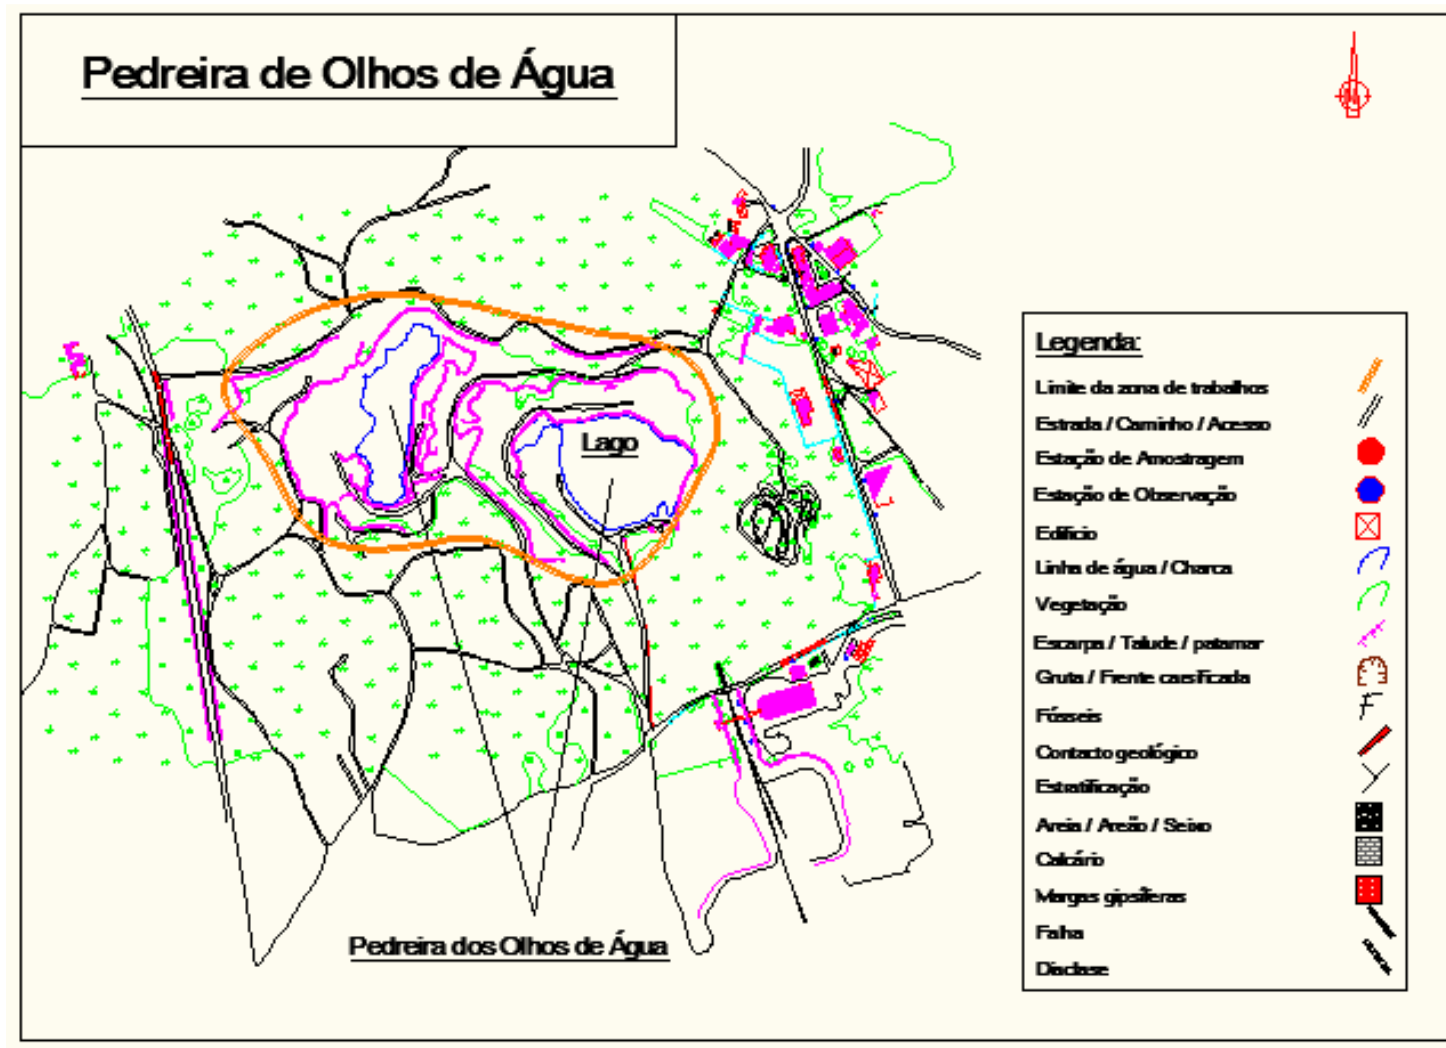 Pedreira de Olhos de Água
Lago
Pedreira dos Olhos de Água
Legenda:
Limite da zona de trabalhos
Estrada / Caminho / Acesso
Estação de Amostragem
Estação de Observação
Edifício
Linha de água / Charca
Vegetação
Escarpa / Talude / patamar
Gruta / Frente carsificada
Fósseis
Contacto geológico
Estratificação
Areia / Areão / Seixo
Calcário
Margas gipsíferas
Falha
Diaclase